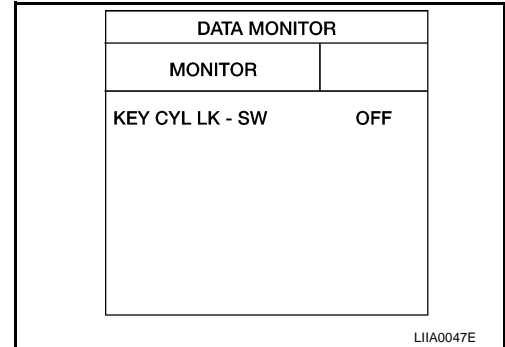 DATA MONITOR
MONITOR
KEY CYL LK - SW OFF
LIIA0047E